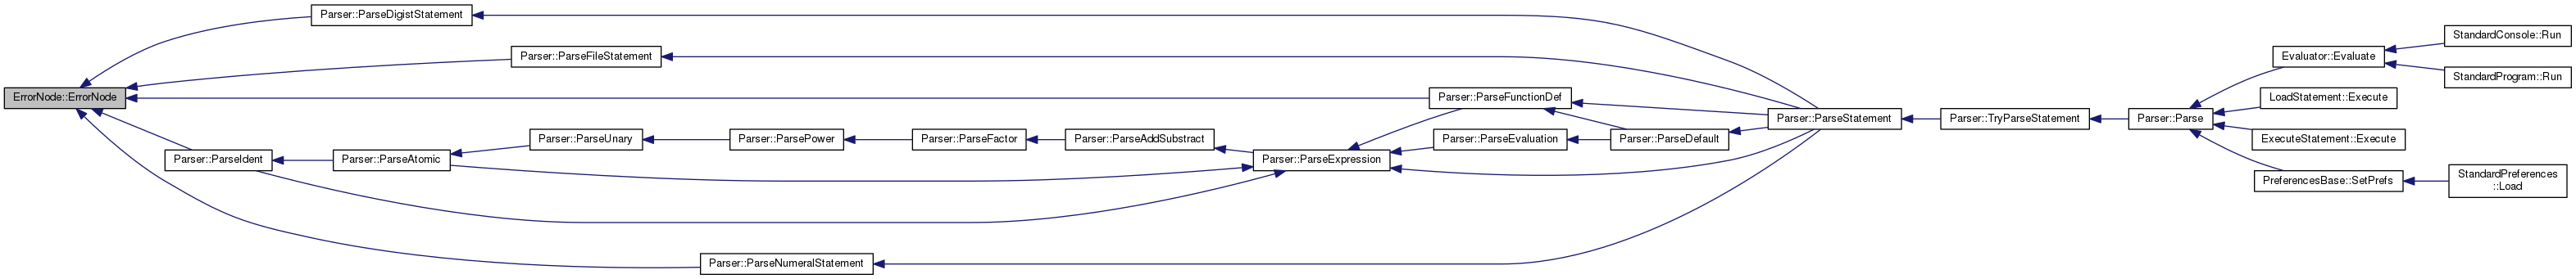 ErrorNode::ErrorNode
Parser::ParseDigistStatement
Parser::ParseFileStatement
Parser::ParseFunctionDef
Parser::ParseIdent
Parser::ParseAtomic
Parser::ParseUnary
Parser::ParsePower
Parser::ParseFactor
Parser::ParseAddSubstract
Parser::ParseExpression
Parser::ParseEvaluation
Parser::ParseDefault
Parser::ParseNumeralStatement
Parser::ParseStatement
Parser::TryParseStatement
Parser::Parse
Evaluator::Evaluate
StandardConsole::Run
StandardProgram::Run
LoadStatement::Execute
ExecuteStatement::Execute
PreferencesBase::SetPrefs
StandardPreferences
::Load